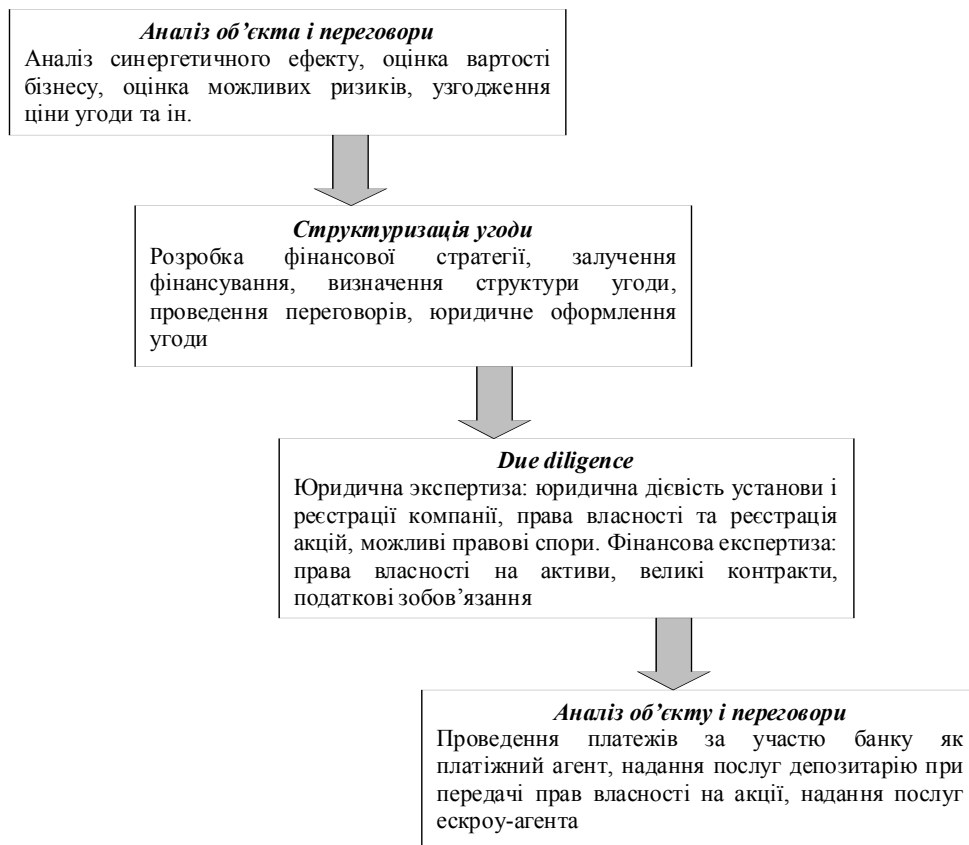 Аналіз об’єкта і переговори
Аналіз синергетичного ефекту, оцінка вартості
бізнесу, оцінка можливих ризиків, узгодження
ціни угоди та ін.
Структуризація угоди
Розробка фінансової стратегії, залучення
фінансування, визначення структури угоди,
проведення переговорів, юридичне оформлення
угоди
Due diligence
Юридична экспертиза: юридична дієвість установи і
реєстрації компанії, права власності та реєстрація
акцій, можливі правові спори. Фінансова експертиза:
права власності на активи, великі контракти,
податкові зобов’язання
Аналіз об’єкту і переговори
Проведення платежів за участю банку як
платіжний агент, надання послуг депозитарію при
передачі прав власності на акції, надання послуг
ескроу-агента